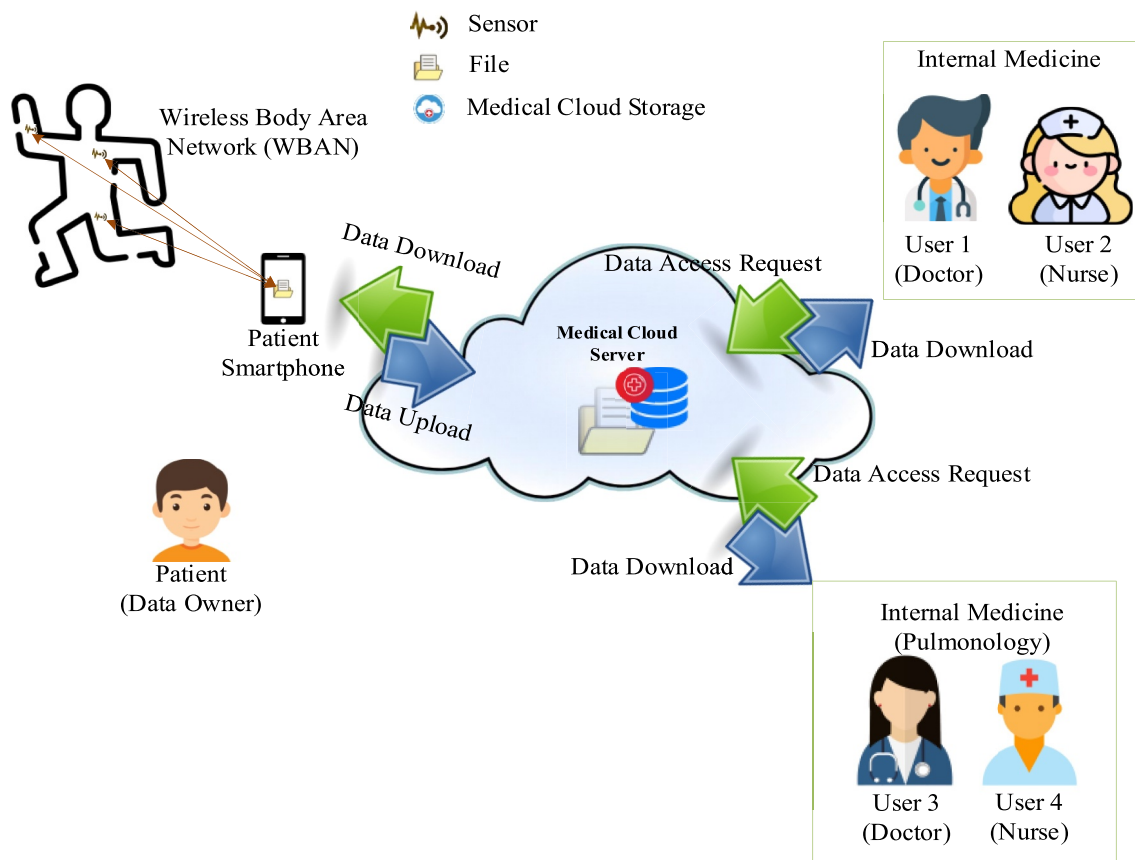 Sensor
File
Medical Cloud Storage
Wireless Body Area
Network (WBAN)
Internal Medicine
User 1
(Doctor)
User 2
(Nurse)
Data Download
Data Access Request
Patient
Smartphone
Medical Cloud
Server
Data Download
Data Upload
Data Access Request
Data Download
Patient
(Data Owner)
Internal Medicine
(Pulmonology)
User 3
(Doctor)
User 4
(Nurse)